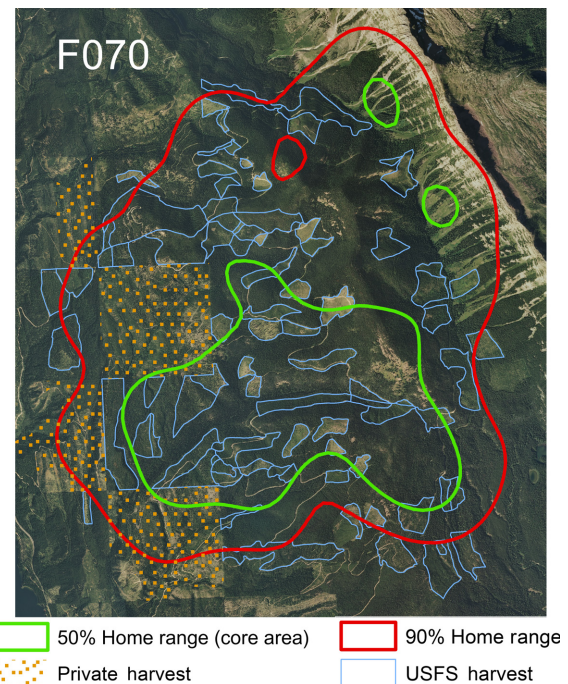 F070
50% Home range (core area)
90% Home range
Private harvest
USFS harvest